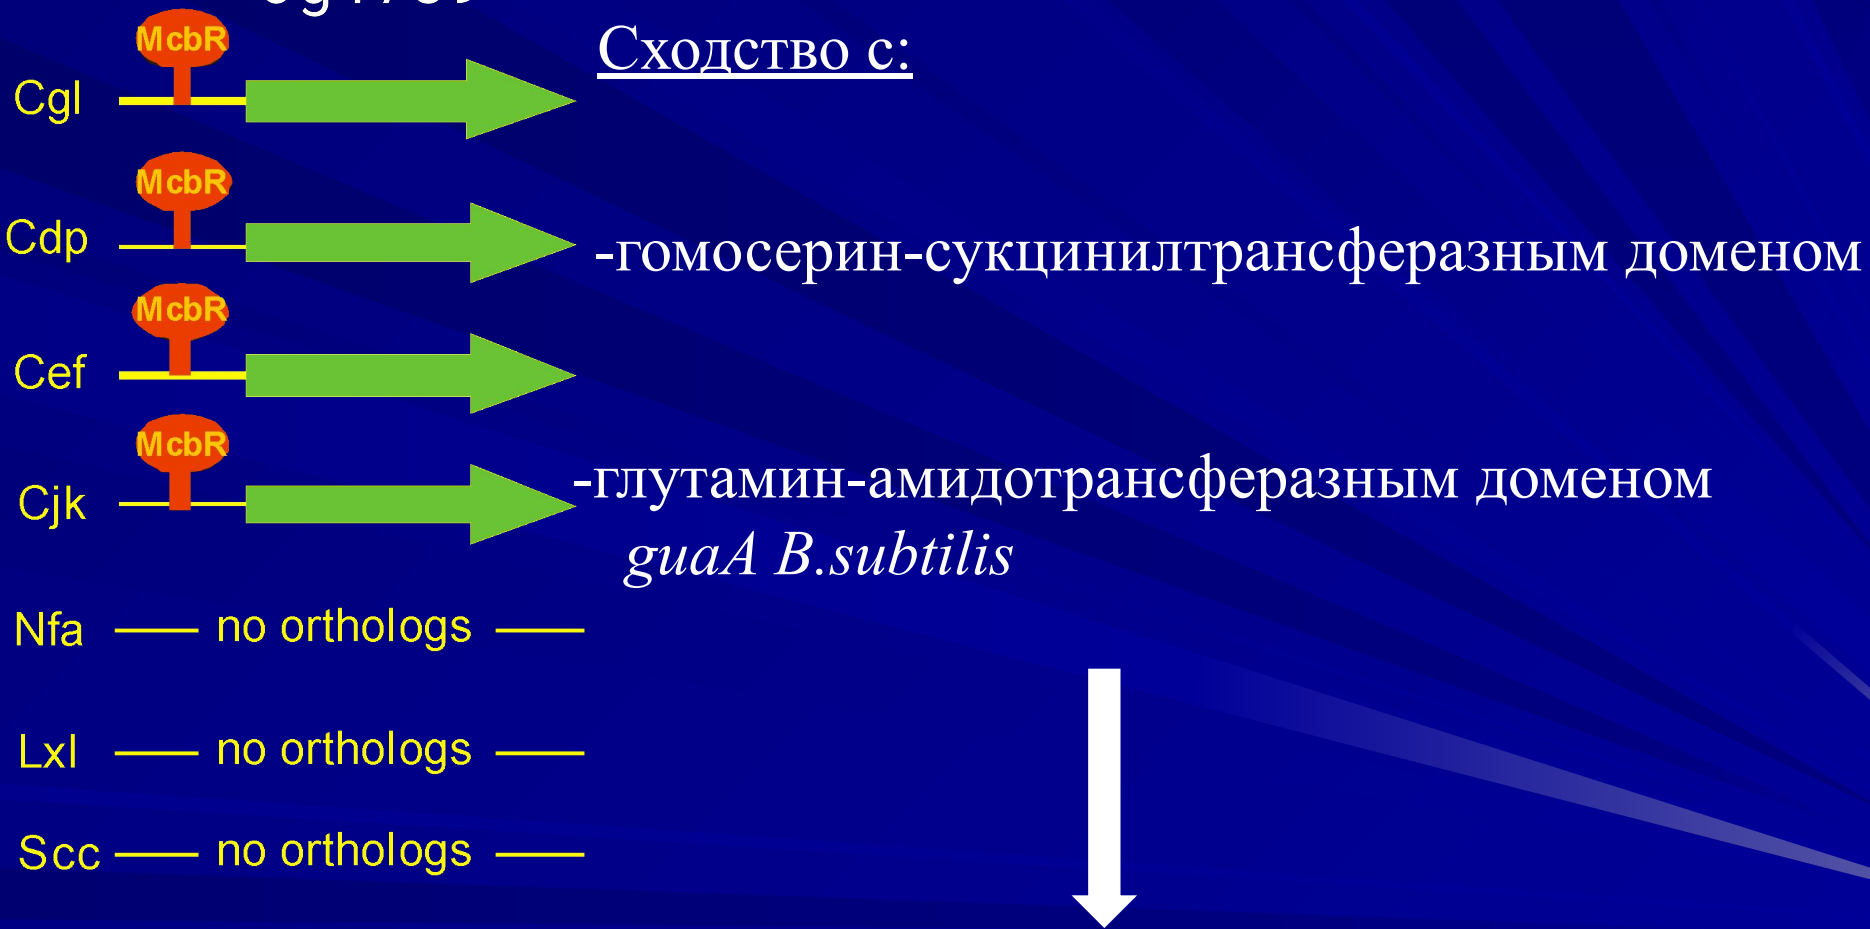 Сходство с:
McbR
Cgl
McbR
Cdp
-гомосерин-сукцинилтрансферазным доменом
McbR
Cef
McbR
Cjk
-глутамин-амидотрансферазным доменом
guaA B.subtilis
Nfa no orthologs
Lxl no orthologs
Scc no orthologs